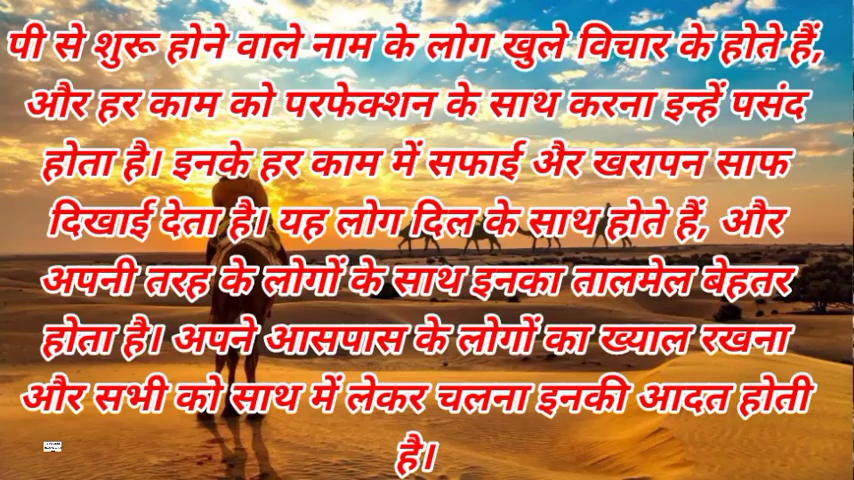 पी से शुरू होने वाले नाम के लोग खुले विचार के होते हैं,
और हर काम को परफेक्शन के साथ करना इन्हें पसंद
होता है। इनके हर काम में सफाई अैर खरापन साफ
दिखाई देता है। यह लोग दिल के साथ होते हैं, और
अपनी तरह के लोगों के साथ इनका तालमेल बेहतर
होता है। अपने आसपास के लोगों का ख्याल रखना
और सभी को साथ में लेकर चलना इनकी आदत होती
है।